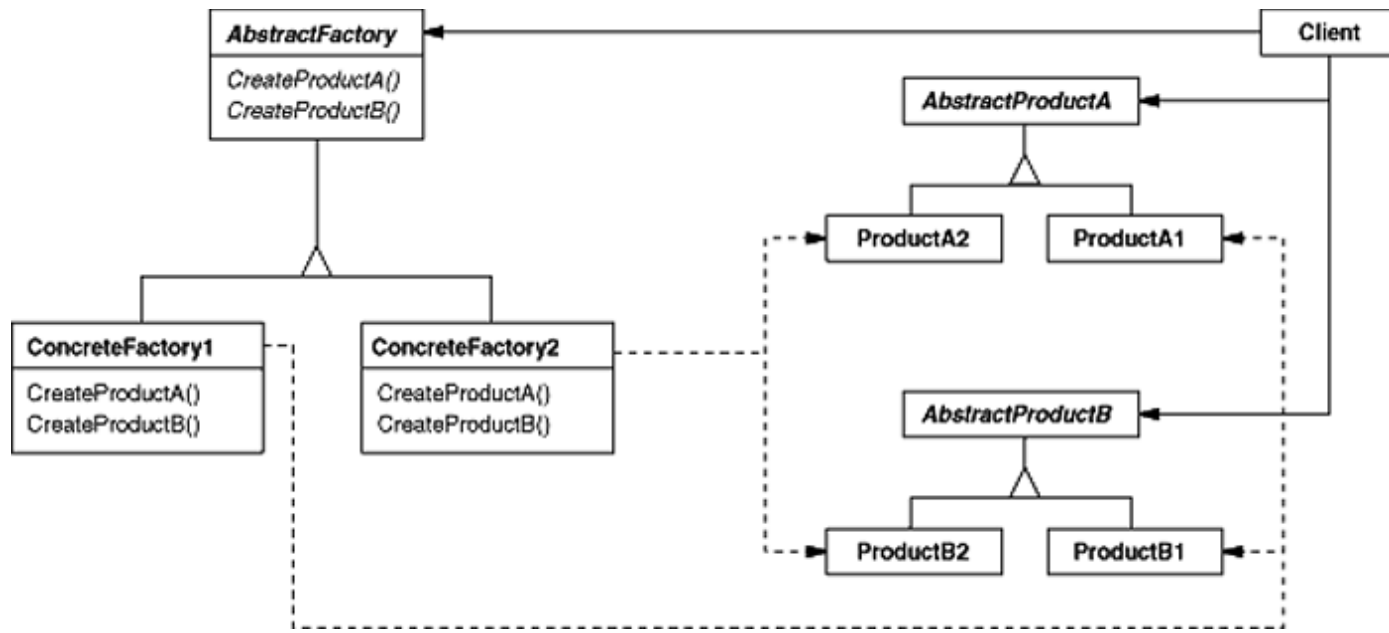 AbstractFactory
CreateProductA()
CreateProductB()
Client
AbstractProductA
ProductA2
ProductA1
ConcreteFactory1
CreateProductA()
CreateProductB()
ConcreteFactory2
CreateProductA()
CreateProductB()
AbstractProductB
ProductB2
ProductB1